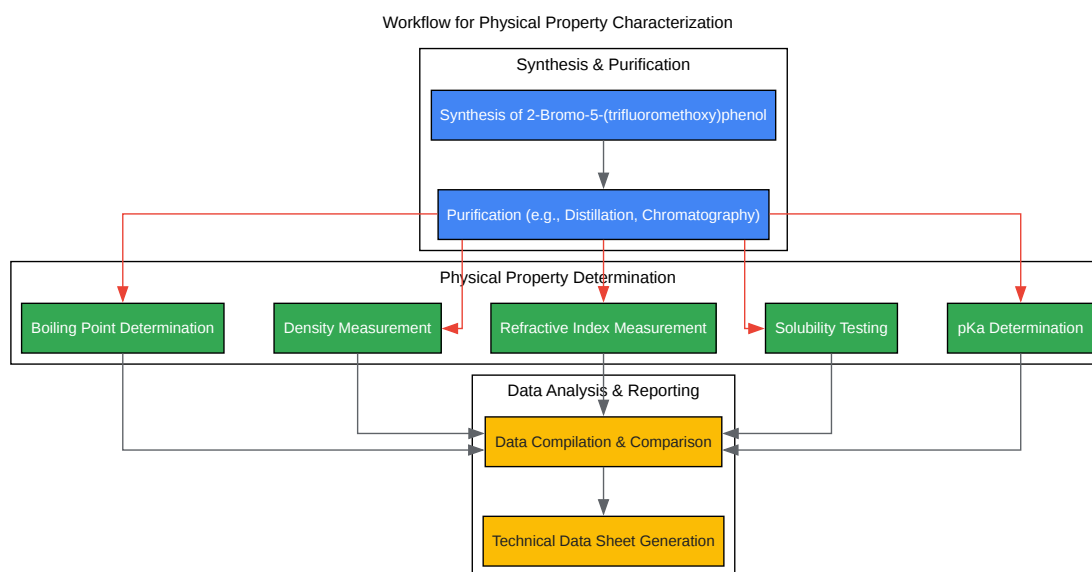 Workflow for Physical Property Characterization
Synthesis & Purification
Synthesis of 2-Bromo-5-(trifluoromethoxy)phenol
Purification (e.g., Distillation, Chromatography)
Physical Property Determination
Boiling Point Determination
Density Measurement
Refractive Index Measurement
Solubility Testing
pKa Determination
Data Analysis & Reporting
Data Compilation & Comparison
Technical Data Sheet Generation